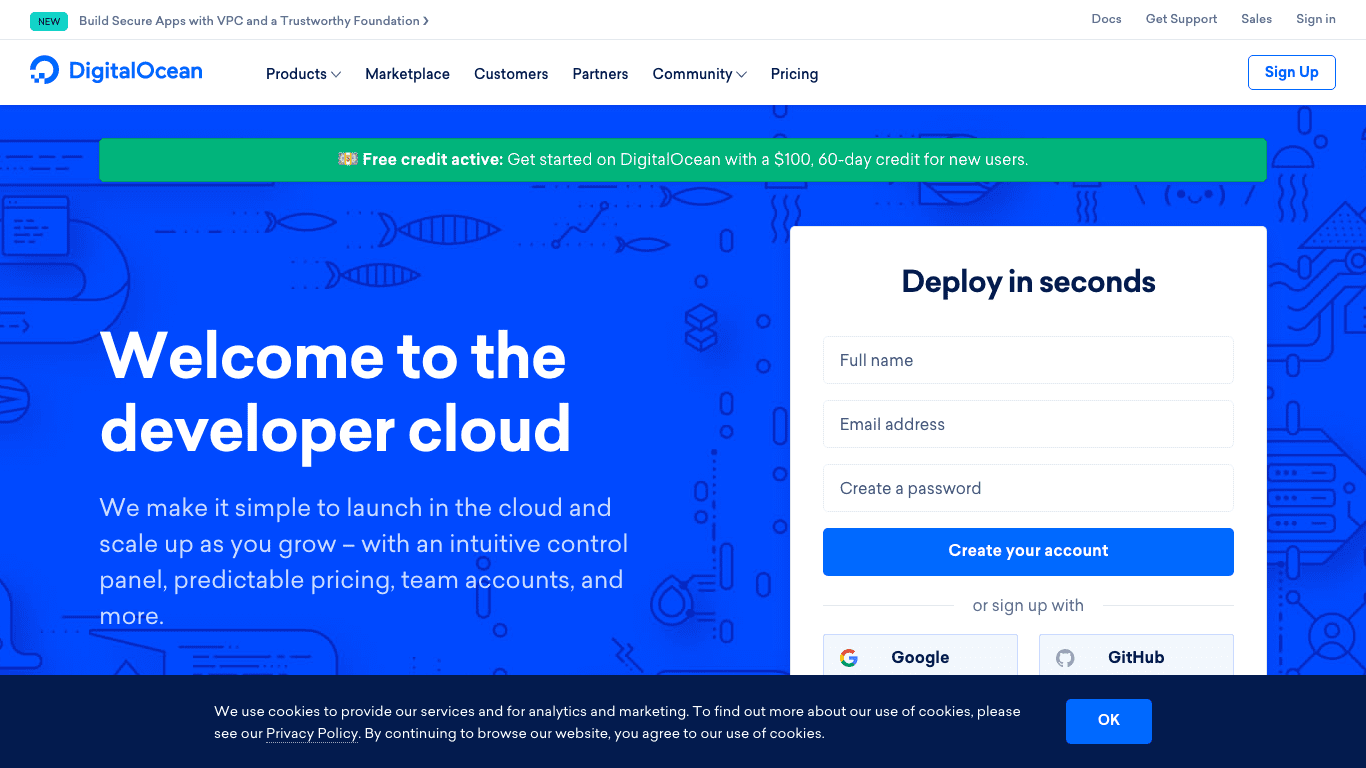 NEW Build Secure Apps with VPC and a Trustworthy Foundation ›
Docs Get Support Sales Sign in
DigitalOcean
Products Marketplace Customers Partners Community Pricing
Sign Up
💸 Free credit active: Get started on DigitalOcean with a $100, 60-day credit for new users.
Welcome to the
developer cloud
We make it simple to launch in the cloud and
scale up as you grow – with an intuitive control
panel, predictable pricing, team accounts, and
more.
Deploy in seconds
Full name
Email address
Create a password
Create your account
or sign up with
Google
GitHub
We use cookies to provide our services and for analytics and marketing. To find out more about our use of cookies, please
see our Privacy Policy. By continuing to browse our website, you agree to our use of cookies.
OK